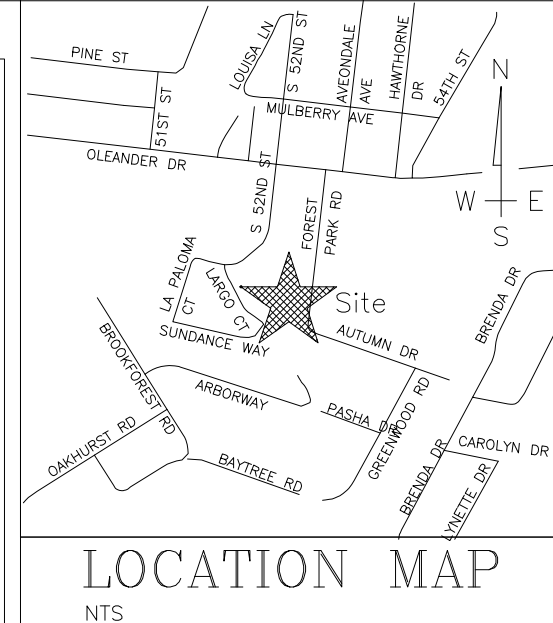 PINE ST
51ST ST
LOUISA LN
S 52ND ST
AVEONDALE
AVE
HAWTHORNE
DR
54TH ST
MULBERRY AVE
OLEANDER DR
N
W
E
S
S 52ND ST
FOREST
PARK RD
LA PALOMA
CT
LARGO CT
Site
SUNDANCE WAY
AUTUMN DR
BRENDA DR
BROOKFOREST RD
ARBORWAY
PASHA DR
GREENWOOD RD
OAKHURST RD
BAYTREE RD
BRENDA DR
CAROLYN DR
LYNETTE DR
LOCATION MAP
NTS